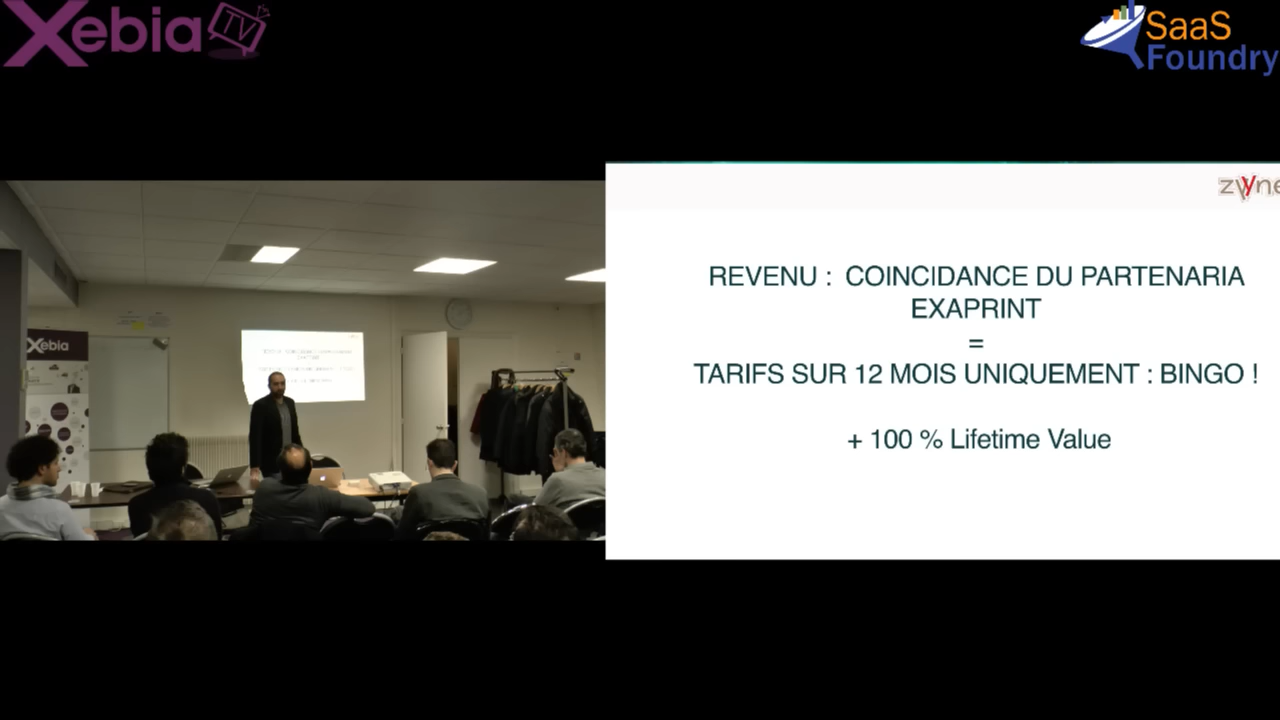 Xebia TV
SaaS
Foundry
zyyne
REVENU : COINCIDANCE DU PARTENARIA
EXAPRINT
=
TARIFS SUR 12 MOIS UNIQUEMENT : BINGO !
+ 100 % Lifetime Value
Xebia